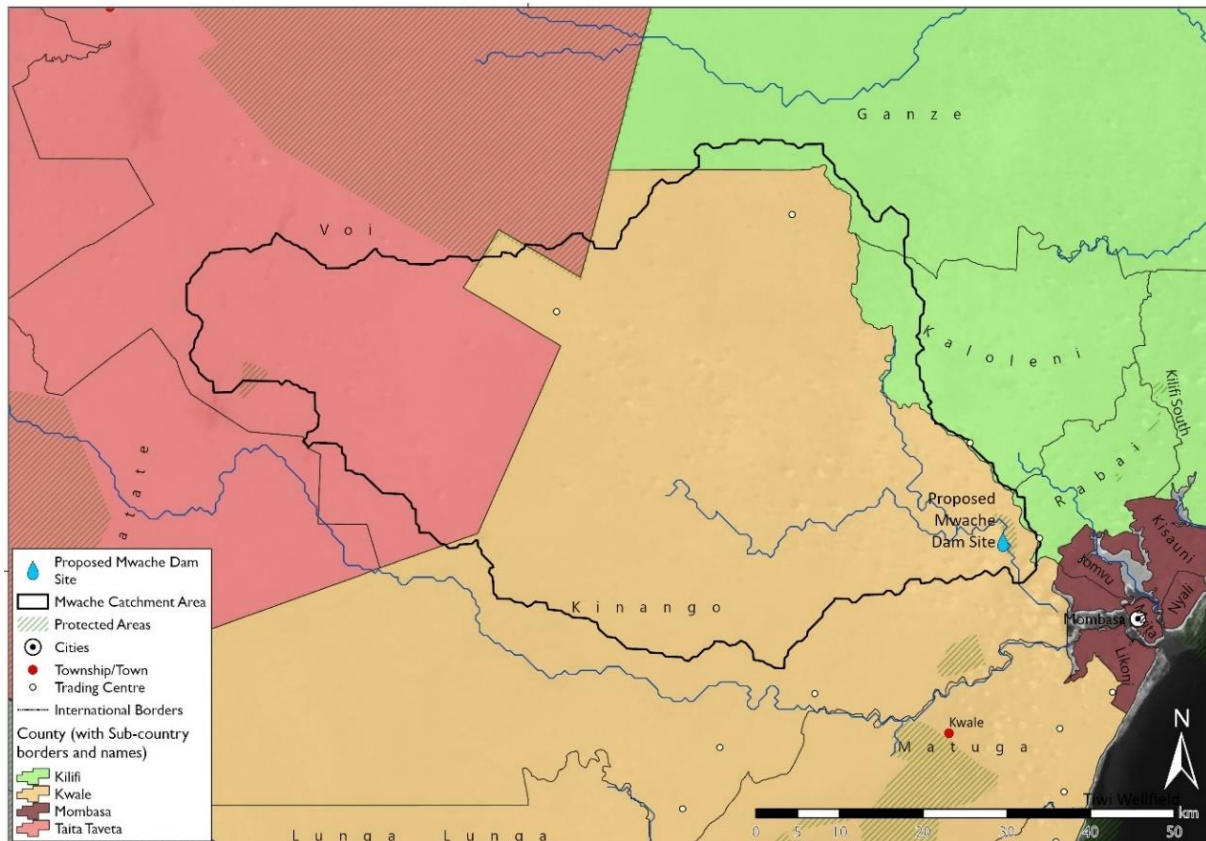 Ganze
Voi
Kaloleni
Kilifi South
Rabai
Proposed
Mwache
Dam Site
Kisauni
Jomvu
Nyali
Mombasa
Mvita
Likoni
Kinango
atate
Kwale
Matuga
Tiwi Wellfield
Lunga Lunga
N
km
0 5 10 20 30 40 50
Proposed Mwache Dam
Site
Mwache Catchment Area
Protected Areas
Cities
Township/Town
Trading Centre
International Borders
County (with Sub-country
borders and names)
Kilifi
Kwale
Mombasa
Taita Taveta